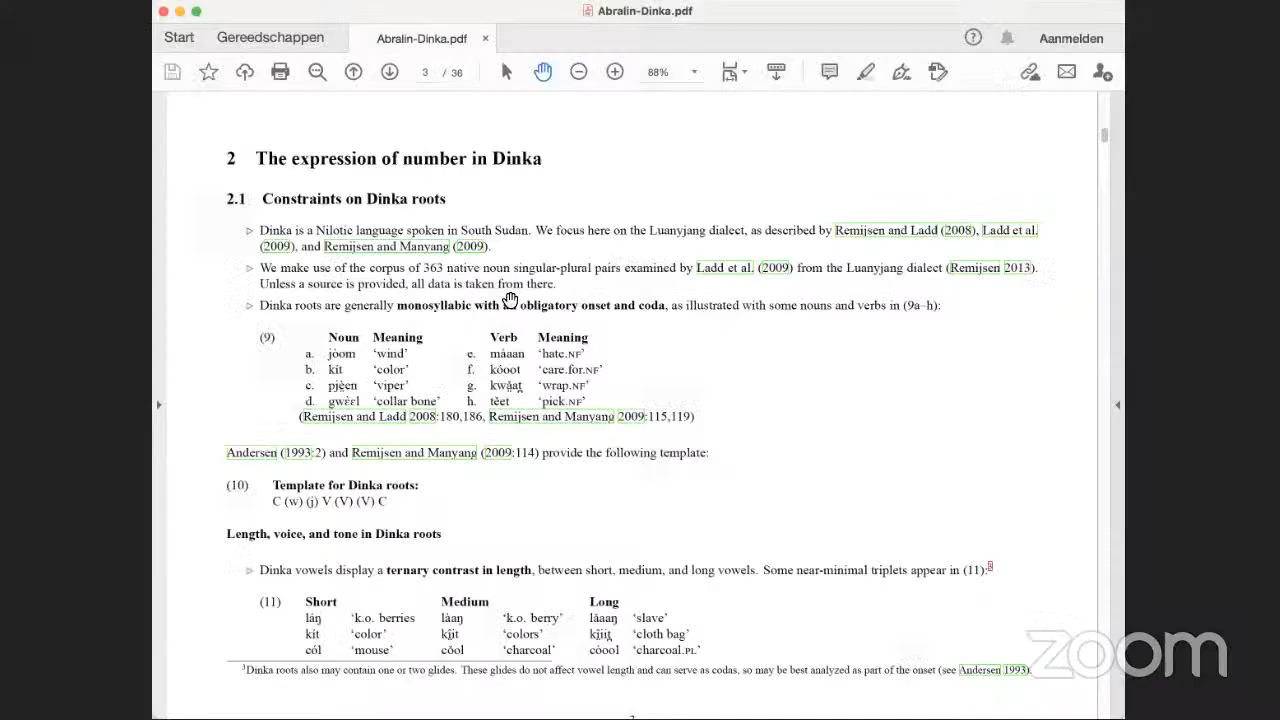 Abralin-Dinka.pdf
Start Gereedschappen Abralin-Dinka.pdf × Aanmelden
3 / 36 88%
2 The expression of number in Dinka
2.1 Constraints on Dinka roots
▷ Dinka is a Nilotic language spoken in South Sudan. We focus here on the Luanyjang dialect, as described by Remijsen and Ladd (2008), Ladd et al.
(2009), and Remijsen and Manyang (2009).
▷ We make use of the corpus of 363 native noun singular-plural pairs examined by Ladd et al. (2009) from the Luanyjang dialect (Remijsen 2013).
Unless a source is provided, all data is taken from there.
▷ Dinka roots are generally monosyllabic with obligatory onset and coda, as illustrated with some nouns and verbs in (9a–h):
(9) Noun Meaning Verb Meaning
a. jòom ‘wind’ e. máaan ‘hate.NF’
b. kít ‘color’ f. kóoot ‘care.for.NF’
c. ‘viper’ g. ‘wrap.NF’
d. ‘collar bone’ h. ‘pick.NF’
(Remijsen and Ladd 2008:180,186, Remijsen and Manyang 2009:115,119)
Andersen (1993:2) and Remijsen and Manyang (2009:114) provide the following template:
(10) Template for Dinka roots:
C (w) (j) V (V) (V) C
Length, voice, and tone in Dinka roots
▷ Dinka vowels display a ternary contrast in length, between short, medium, and long vowels. Some near-minimal triplets appear in (11):3
(11) Short Medium Long
láŋ ‘k.o. berries làaŋ ‘k.o. berry’ ‘slave’
kít ‘color’ ‘colors’ ‘cloth bag’
cól ‘mouse’ ‘charcoal’ ‘charcoal.PL’
3Dinka roots also may contain one or two glides. These glides do not affect vowel length and can serve as codas, so may be best analyzed as part of the onset (see Andersen 1993).
zoom